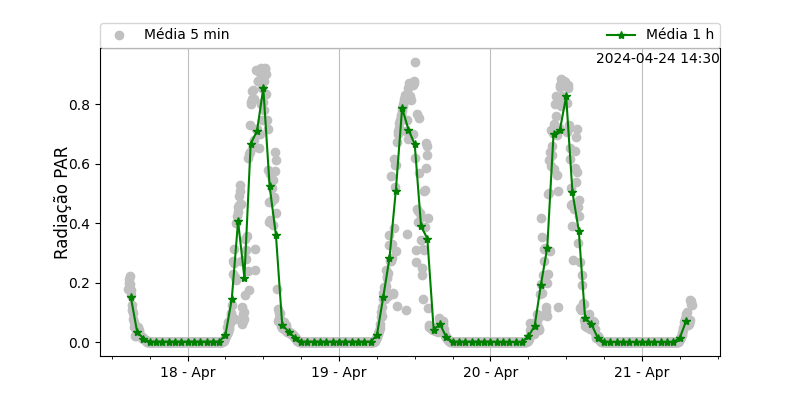 Média 5 min
Média 1 h
2024-04-24 14:30
Radiação PAR
0.8
0.6
0.4
0.2
0.0
18 - Apr
19 - Apr
20 - Apr
21 - Apr